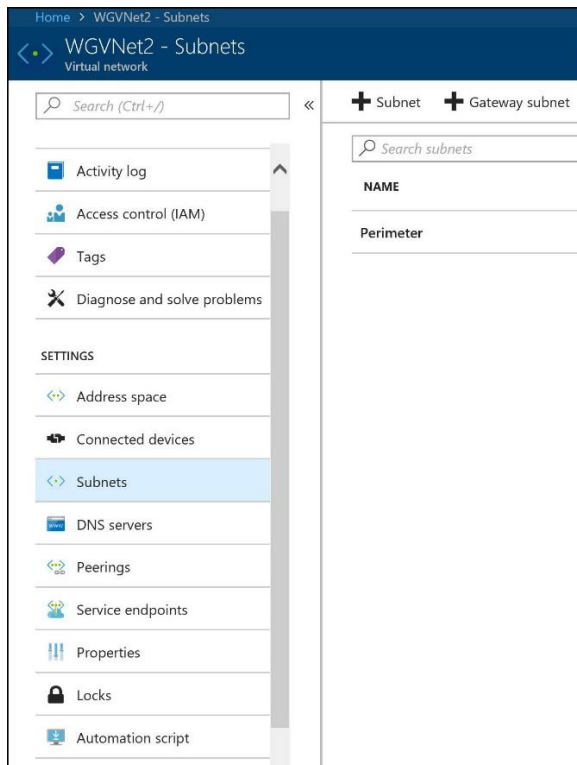 Home > WGVNet2 - Subnets
WGVNet2 - Subnets
Virtual network
Search (Ctrl+/)
«
Activity log
Access control (IAM)
Tags
Diagnose and solve problems
SETTINGS
Address space
Connected devices
Subnets
DNS servers
Peerings
Service endpoints
Properties
Locks
Automation script
+ Subnet + Gateway subnet
Search subnets
NAME
Perimeter